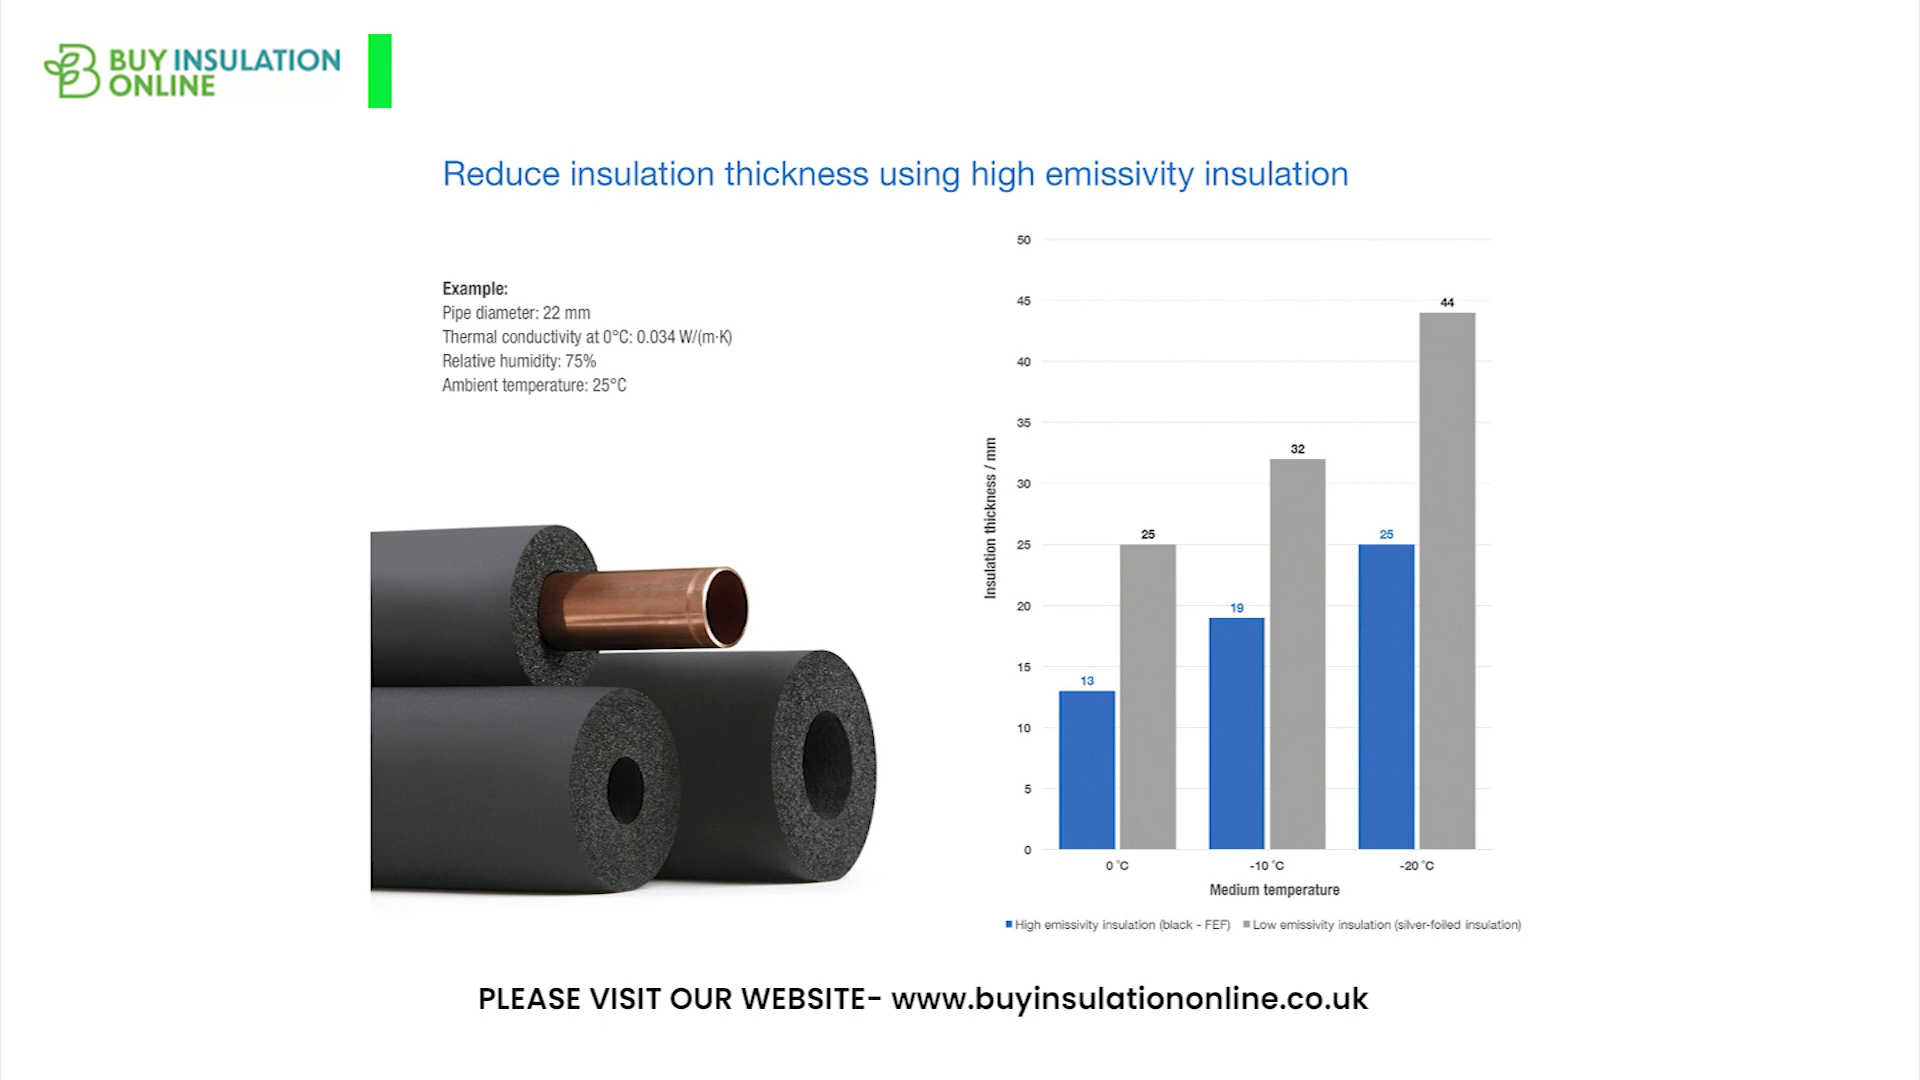 BUY INSULATION
ONLINE
Reduce insulation thickness using high emissivity insulation
Example:
Pipe diameter: 22 mm
Thermal conductivity at 0°C: 0.034 W/(m·K)
Relative humidity: 75%
Ambient temperature: 25°C
Insulation thickness / mm
50
45
40
35
30
25
20
15
10
5
0
13
25
19
32
25
44
0 °C
-10 °C
-20 °C
Medium temperature
High emissivity insulation (black - FEF)
Low emissivity insulation (silver-foiled insulation)
PLEASE VISIT OUR WEBSITE- www.buyinsulationonline.co.uk